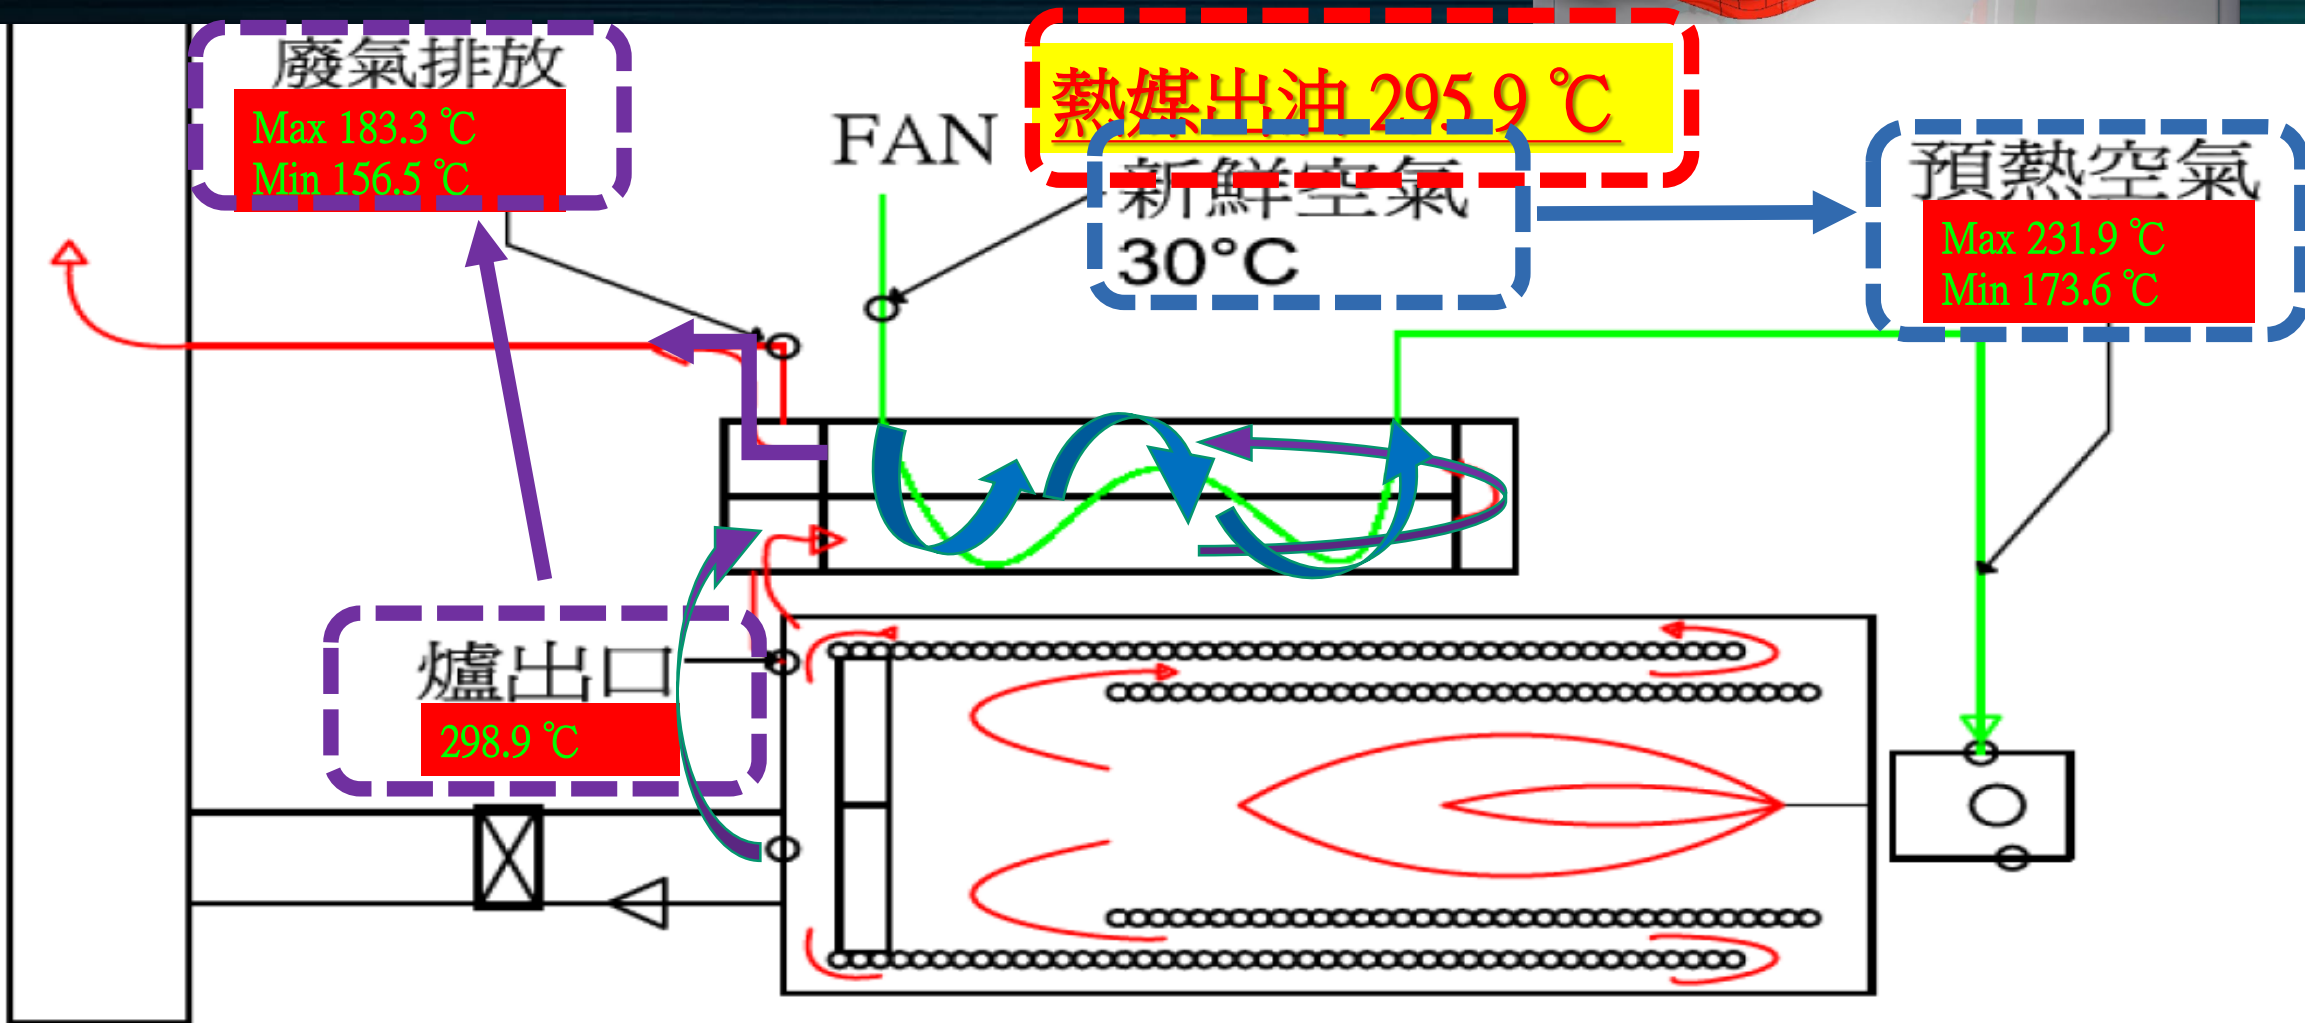 廢氣排放
Max 183.3 ℃
Min 156.5 ℃
FAN
熱媒出油 295.9 ℃
新鮮空氣
30°C
預熱空氣
Max 231.9 ℃
Min 173.6 ℃
爐出口
298.9 ℃